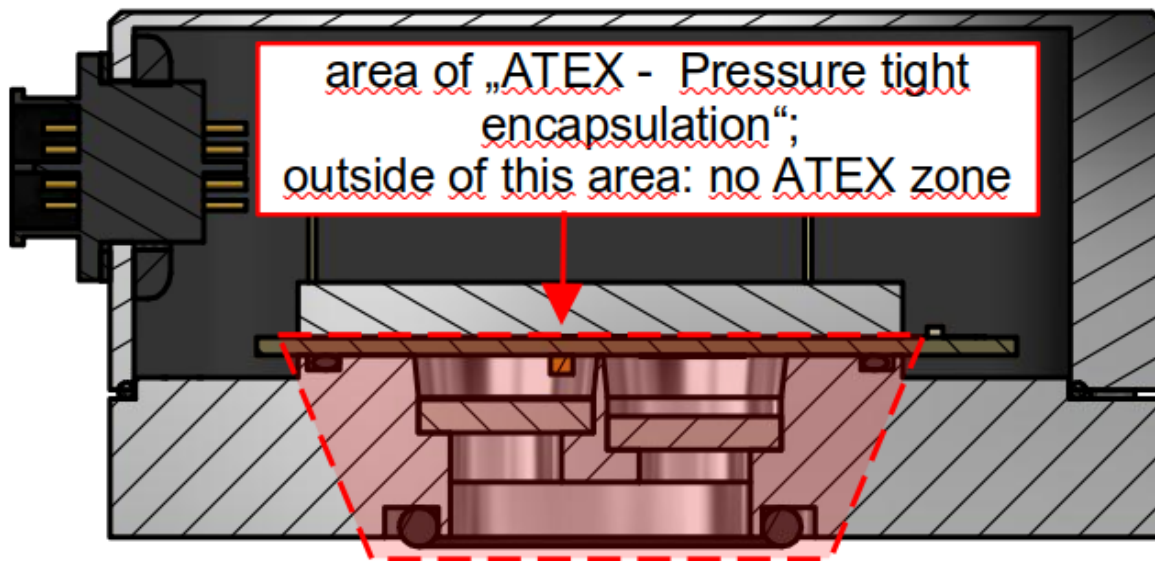 area of „ATEX -  Pressure tight
encapsulation“;
outside of this area: no ATEX zone